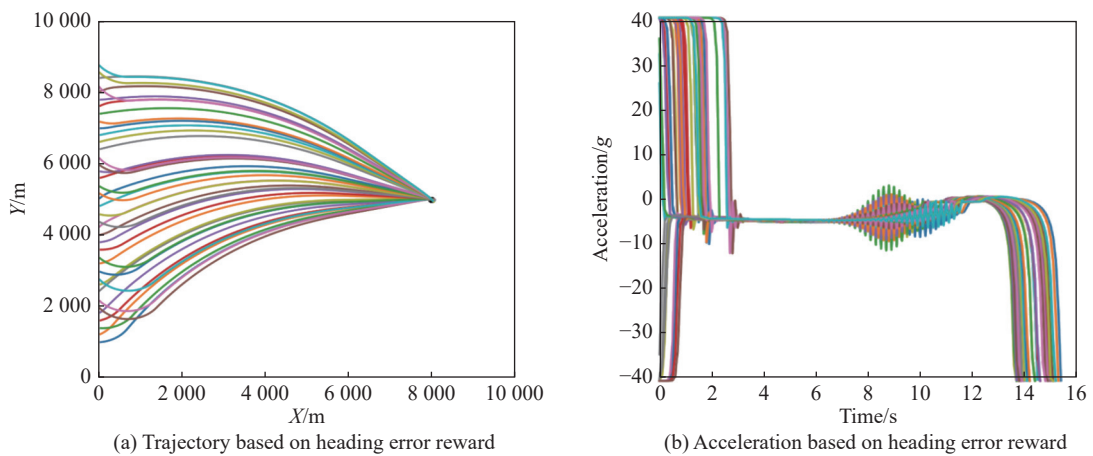 10 000
8 000
6 000
4 000
2 000
0
Y/m
0 2 000 4 000 6 000 8 000 10 000
X/m
(a) Trajectory based on heading error reward
40
30
20
10
0
−10
−20
−30
−40
Acceleration/g
0 2 4 6 8 10 12 14 16
Time/s
(b) Acceleration based on heading error reward